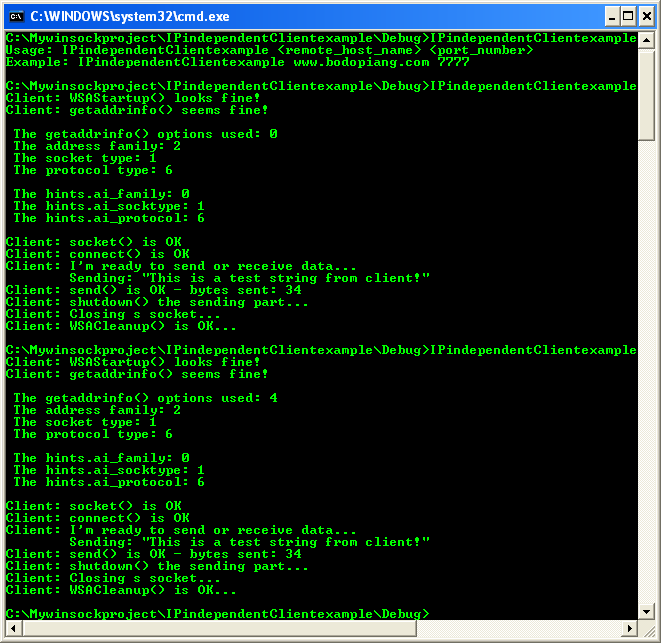 C:\WINDOWS\system32\cmd.exe
C:\Mywinsockproject\IPindependentClientexample\Debug>IPindependentClientexample
Usage: IPindependentClientexample <remote_host_name> <port_number>
Example: IPindependentClientexample www.bodopiang.com 7777
C:\Mywinsockproject\IPindependentClientexample\Debug>IPindependentClientexample
Client: WSAStartup() looks fine!
Client: getaddrinfo() seems fine!
The getaddrinfo() options used: 0
The address family: 2
The socket type: 1
The protocol type: 6
The hints.ai_family: 0
The hints.ai_socktype: 1
The hints.ai_protocol: 6
Client: socket() is OK
Client: connect() is OK
Client: I'm ready to send or receive data...
Sending: "This is a test string from client!"
Client: send() is OK - bytes sent: 34
Client: shutdown() the sending part...
Client: Closing s socket...
Client: WSACleanup() is OK...
C:\Mywinsockproject\IPindependentClientexample\Debug>IPindependentClientexample
Client: WSAStartup() looks fine!
Client: getaddrinfo() seems fine!
The getaddrinfo() options used: 4
The address family: 2
The socket type: 1
The protocol type: 6
The hints.ai_family: 0
The hints.ai_socktype: 1
The hints.ai_protocol: 6
Client: socket() is OK
Client: connect() is OK
Client: I'm ready to send or receive data...
Sending: "This is a test string from client!"
Client: send() is OK - bytes sent: 34
Client: shutdown() the sending part...
Client: Closing s socket...
Client: WSACleanup() is OK...
C:\Mywinsockproject\IPindependentClientexample\Debug>